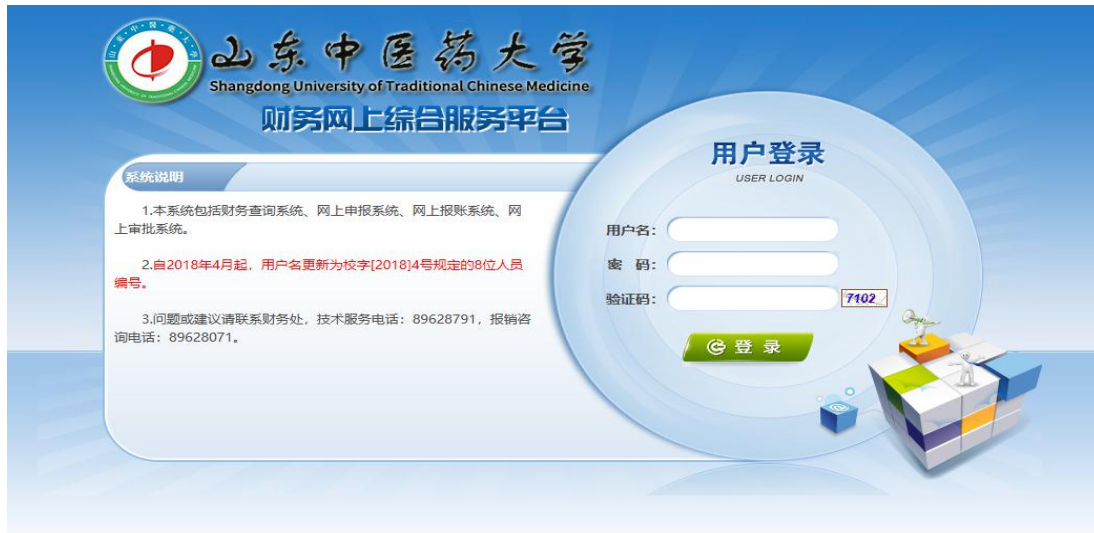 山东中医药大学
Shangdong University of Traditional Chinese Medicine
财务网上综合服务平台
系统说明
1.本系统包括财务查询系统、网上申报系统、网上报账系统、网
上审批系统。
2.自2018年4月起，用户名更新为校字[2018]4号规定的8位人员
编号。
3.问题或建议请联系财务处，技术服务电话：89628791，报销咨
询电话：89628071。
用户登录
USER LOGIN
用户名：
密 码：
验证码：
7102
登 录